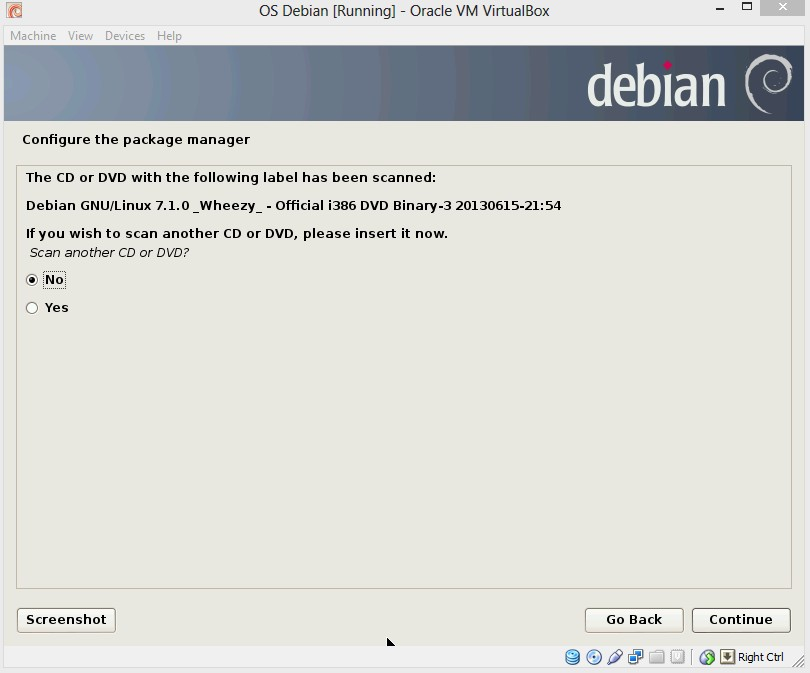 OS Debian [Running] - Oracle VM VirtualBox
Machine View Devices Help
debian
Configure the package manager
The CD or DVD with the following label has been scanned:
Debian GNU/Linux 7.1.0 _Wheezy_ - Official i386 DVD Binary-3 20130615-21:54
If you wish to scan another CD or DVD, please insert it now.
Scan another CD or DVD?
No
Yes
Screenshot Go Back Continue
Right Ctrl